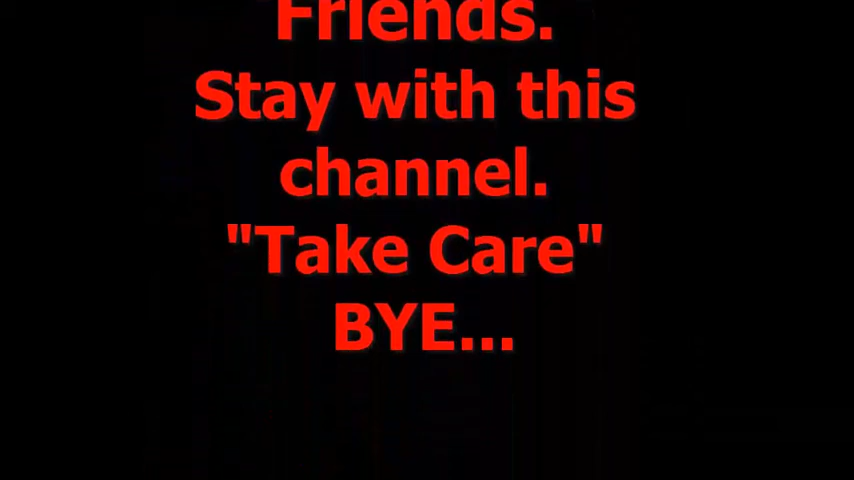 Friends.
Stay with this
channel.
"Take Care"
BYE...